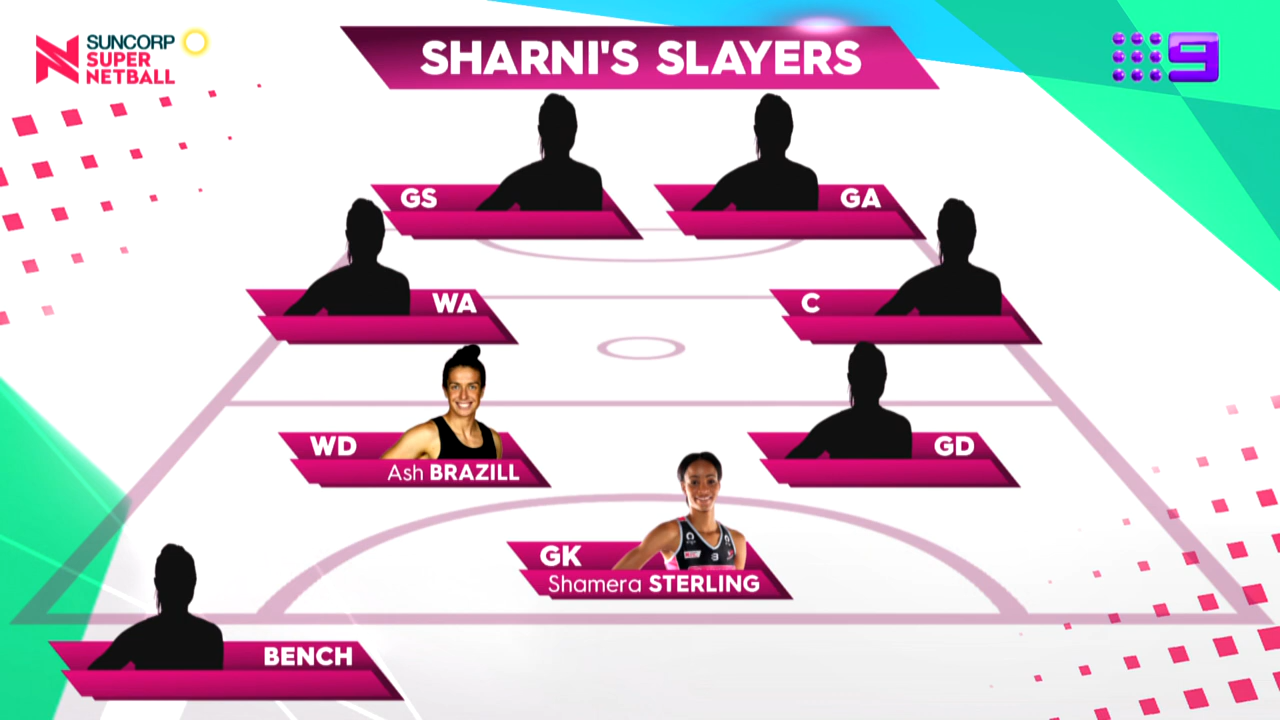 SUNCORP
SUPER
NETBALL
SHARNI'S SLAYERS
9
GS
GA
WA
C
WD
Ash BRAZILL
GD
GK
Shamera STERLING
BENCH